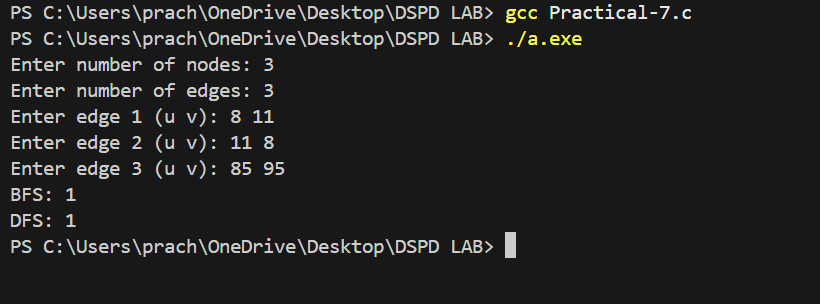 PS C:\Users\prach\OneDrive\Desktop\DSPD LAB> gcc Practical-7.c
PS C:\Users\prach\OneDrive\Desktop\DSPD LAB> ./a.exe
Enter number of nodes: 3
Enter number of edges: 3
Enter edge 1 (u v): 8 11
Enter edge 2 (u v): 11 8
Enter edge 3 (u v): 85 95
BFS: 1
DFS: 1
PS C:\Users\prach\OneDrive\Desktop\DSPD LAB>